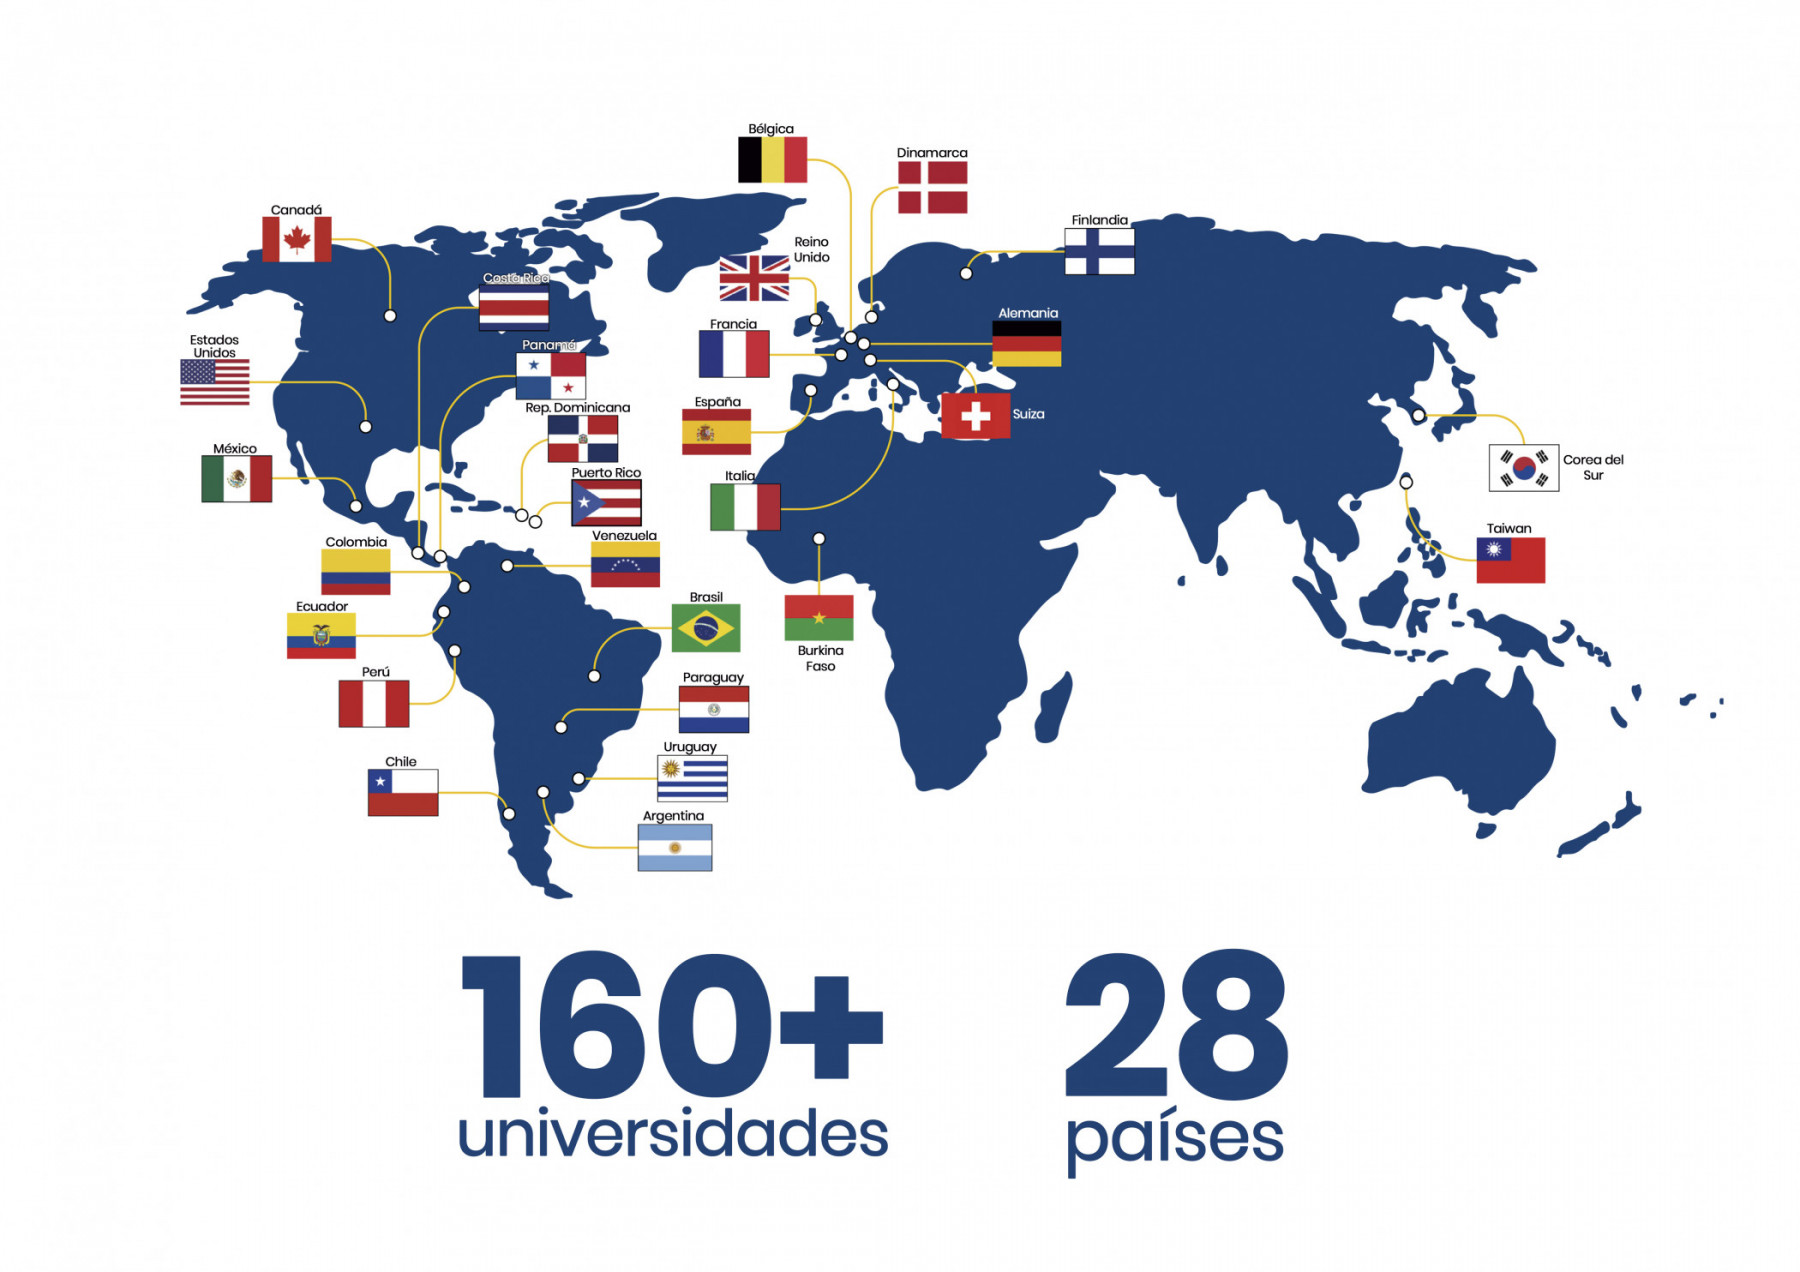 Bélgica
Dinamarca
Canadá
Finlandia
Reino
Unido
Costa Rica
Alemania
Francia
Estados
Unidos
Panamá
España
Rep. Dominicana
Suiza
México
Puerto Rico
Italia
Corea del
Sur
Taiwan
Venezuela
Colombia
Brasil
Ecuador
Burkina
Faso
Perú
Paraguay
Uruguay
Chile
Argentina
160+
universidades
28
países